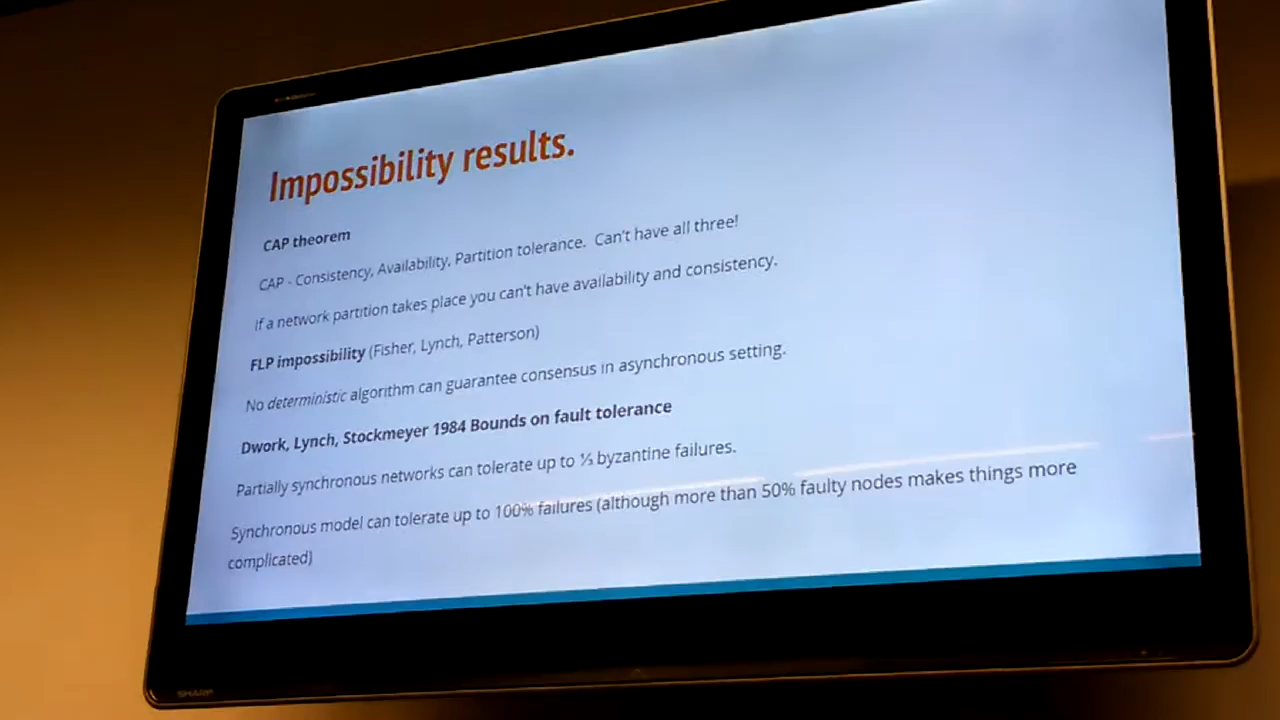 Impossibility results.
CAP theorem
CAP - Consistency, Availability, Partition tolerance. Can't have all three!
If a network partition takes place you can't have availability and consistency.
FLP impossibility (Fisher, Lynch, Patterson)
No deterministic algorithm can guarantee consensus in asynchronous setting.
Dwork, Lynch, Stockmeyer 1984 Bounds on fault tolerance
Partially synchronous networks can tolerate up to ⅓ byzantine failures.
Synchronous model can tolerate up to 100% failures (although more than 50% faulty nodes makes things more
complicated)
SHARP